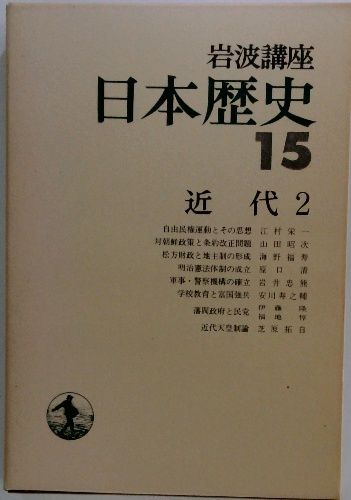 岩波講座
日本歴史
15
近代2
自由民権運動とその思想 江村栄一
対朝鮮政策と条約改正問題 山田昭次
松方財政と地主制の形成 海野福寿
明治憲法体制の成立 原口清
軍事・警察機構の確立 岩井忠熊
学校教育と富国強兵 安川寿之輔
藩閥政府と民党 伊藤隆
福地惇
近代天皇制論 芝原拓自